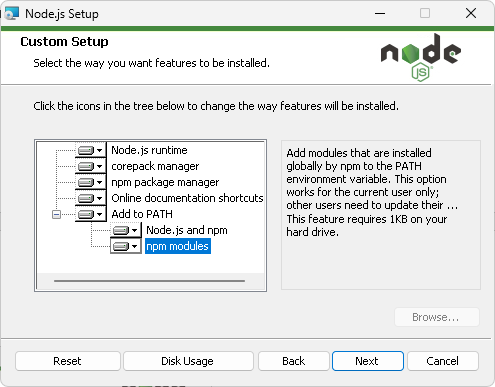 Node.js Setup
Custom Setup
Select the way you want features to be installed.
node
JS
Click the icons in the tree below to change the way features will be installed.
Node.js runtime
corepack manager
npm package manager
Online documentation shortcuts
Add to PATH
Node.js and npm
npm modules
Add modules that are installed
globally by npm to the PATH
environment variable. This option
works for the current user only;
other users need to update their ...
This feature requires 1KB on your
hard drive.
Browse...
Reset
Disk Usage
Back
Next
Cancel